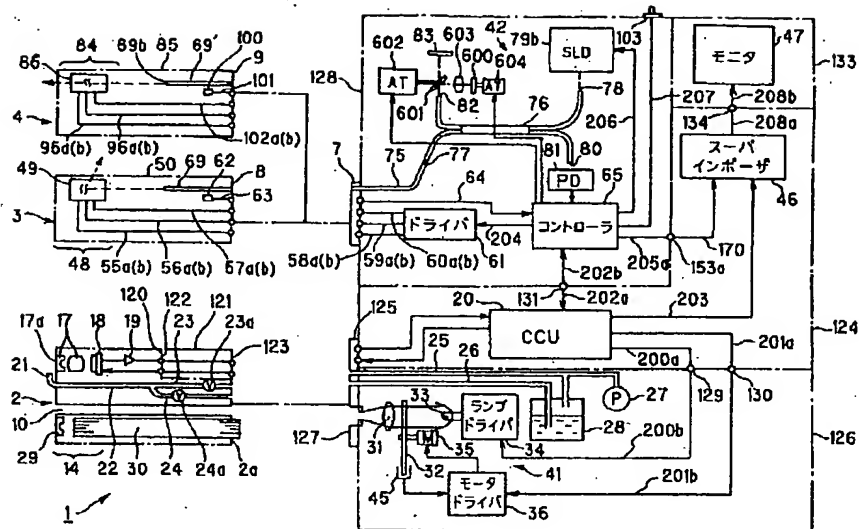 602 83 603 42 79b 103 モニタ 47
86 84 85 89b 69' 100 9 128 AT 600 604 SLD 133
101 AT 78 207 208b
601 82 76 206 134
4 208a
102a(b)
95a(b) 96a(b) 7 81 80 スーパ
インポーザ
49 50 69 62 8 75 77 PD 65 46
63 64 コントローラ
3 ドライバ 204 205a 170
61 153a
48 55a(b) 56a(b) 57a(b) 58a(b) 59a(b) 60a(b) 202b
131
120 121 125 20 202a 203 124
17 18 19 122 23 23a CCU 201a
17a 123 200a
21 25 26
2 27 129 130
P
10 33 ランプ
ドライバ 28
29 22 24 24a 127 31 35 34 200b 126
30 2a M
14 32 41
45 モータ
ドライバ 201b
1 36